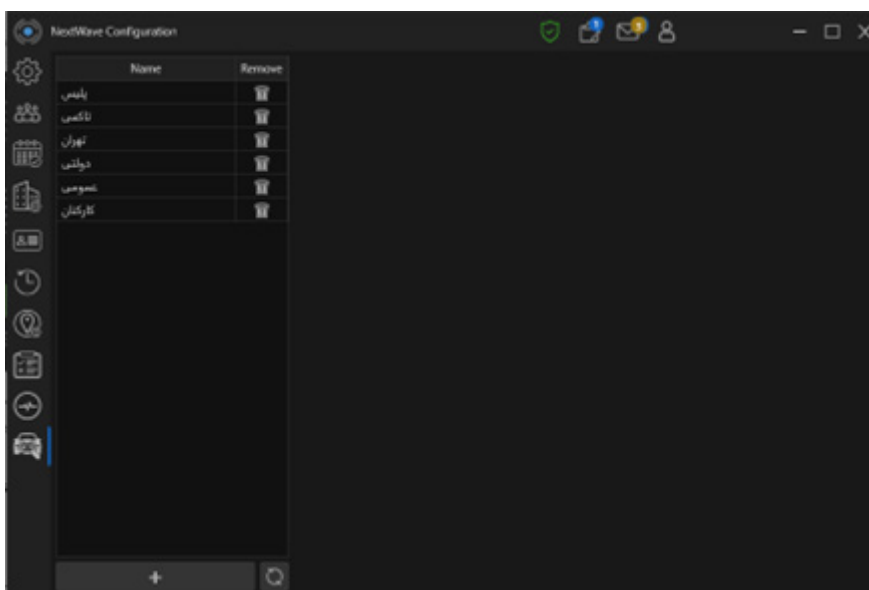 NextWave Configuration
Name Remove
پلیس
تاکسی
تهران
دولتی
عمومی
کارکنان
+